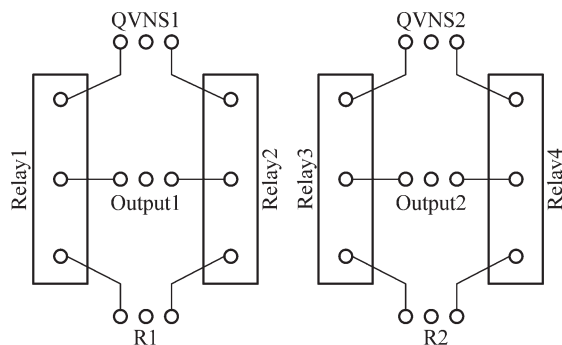 QVNS1
QVNS2
Relay1
Relay2
Relay3
Relay4
Output1
Output2
R1
R2